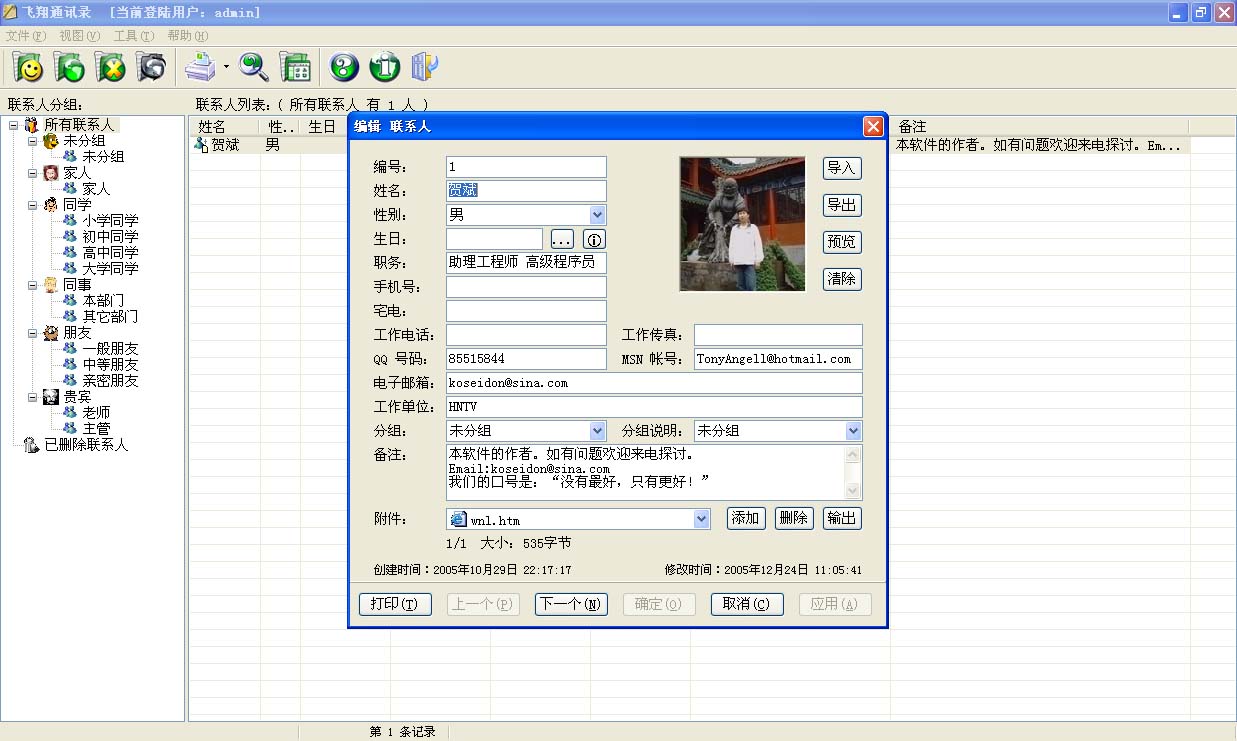 飞翔通讯录 [当前登陆用户: admin]
文件(F) 视图(V) 工具(T) 帮助(H)
联系人分组:
联系人列表:( 所有联系人 有 1 人 )
所有联系人
未分组
未分组
家人
家人
同学
小学同学
初中同学
高中同学
大学同学
同事
本部门
其它部门
朋友
一般朋友
中等朋友
亲密朋友
贵宾
老师
主管
已删除联系人
姓名 性.. 生日 备注
贺斌 男 本软件的作者。如有问题欢迎来电探讨。Em...
编辑 联系人
编号: 1
姓名: 贺斌
性别: 男
生日: ...
职务: 助理工程师 高级程序员
手机号:
宅电:
导入
导出
预览
清除
工作电话: 工作传真:
QQ 号码: 85515844 MSN 帐号: TonyAngell@hotmail.com
电子邮箱: koseidon@sina.com
工作单位: HNTV
分组: 未分组 分组说明: 未分组
备注: 本软件的作者。如有问题欢迎来电探讨。
Email:koseidon@sina.com
我们的口号是:“没有最好,只有更好!”
附件: wnl.htm 添加 删除 输出
1/1 大小: 535字节
创建时间:2005年10月29日 22:17:17 修改时间:2005年12月24日 11:05:41
打印(T) 上一个(P) 下一个(N) 确定(O) 取消(C) 应用(A)
第 1 条记录